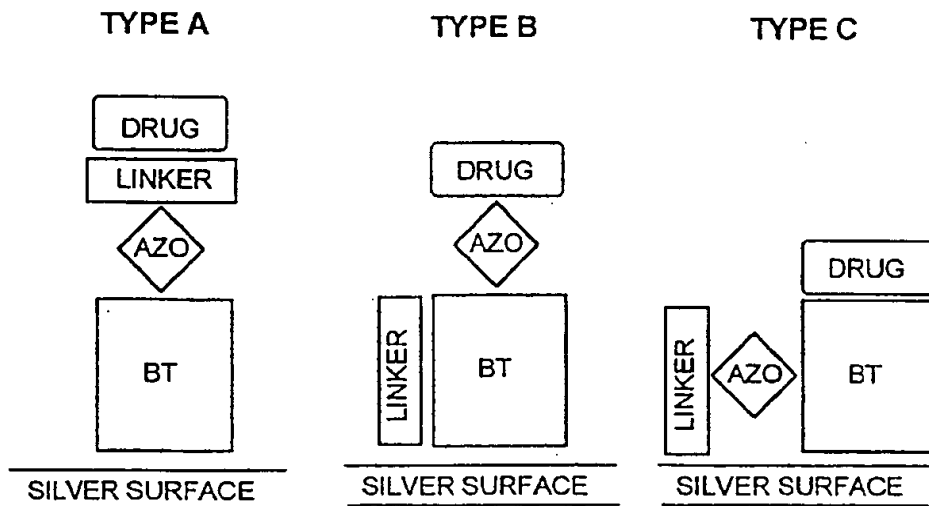 TYPE A
DRUG
LINKER
AZO
BT
SILVER SURFACE
TYPE B
DRUG
AZO
LINKER
BT
SILVER SURFACE
TYPE C
DRUG
LINKER
AZO
BT
SILVER SURFACE